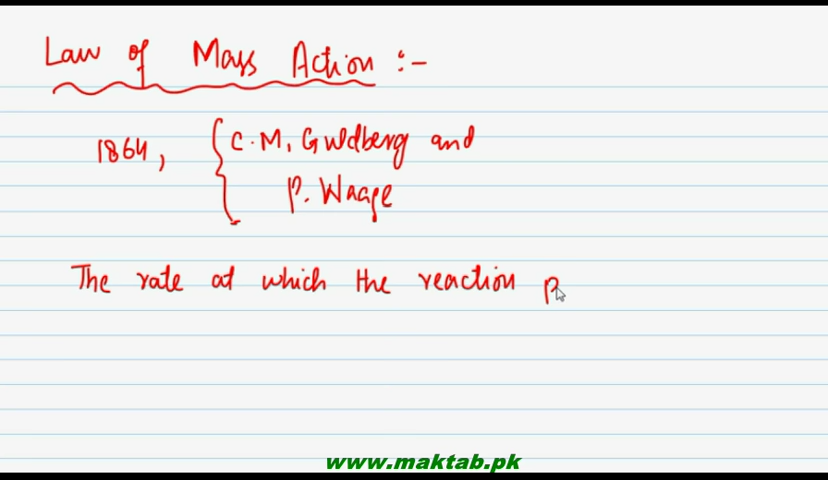 Law of Mass Action :-
1864, { C.M. Guldberg and
P. Waage
The rate at which the reaction p
www.maktab.pk